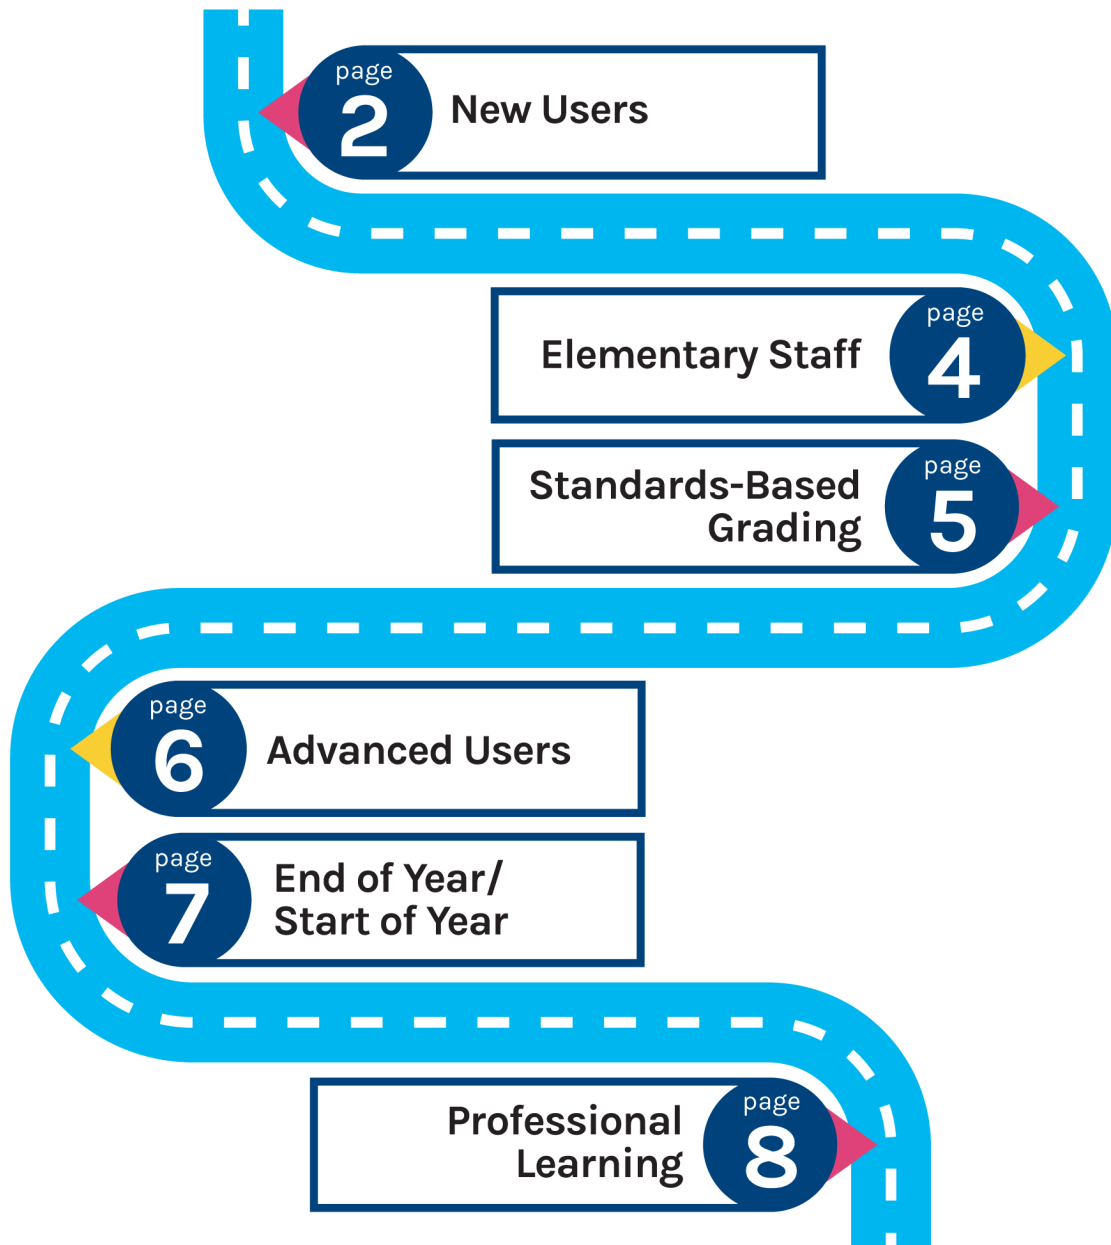 page
2
New Users
page
4
Elementary Staff
page
5
Standards-Based
Grading
page
6
Advanced Users
page
7
End of Year/
Start of Year
page
8
Professional
Learning